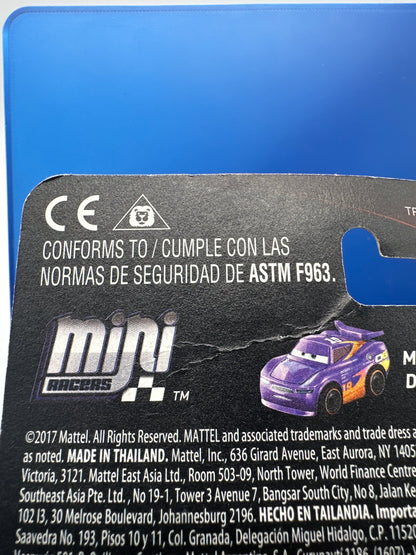 CE
CONFORMS TO / CUMPLE CON LAS
NORMAS DE SEGURIDAD DE ASTM F963.
mini
RACERS
TM
©2017 Mattel. All Rights Reserved. MATTEL and associated trademarks and trade dress a
as noted. MADE IN THAILAND. Mattel, Inc., 636 Girard Avenue, East Aurora, NY 1405
Victoria, 3121. Mattel East Asia Ltd., Room 503-09, North Tower, World Finance Centre
Southeast Asia Pte. Ltd., No 19-1, Tower 3 Avenue 7, Bangsar South City, No 8, Jalan Ke
102 I3, 30 Melrose Boulevard, Johannesburg 2196. HECHO EN TAILANDIA. Importa
Saavedra No. 193, Pisos 10 y 11, Col. Granada, Delegación Miguel Hidalgo, C.P. 1152